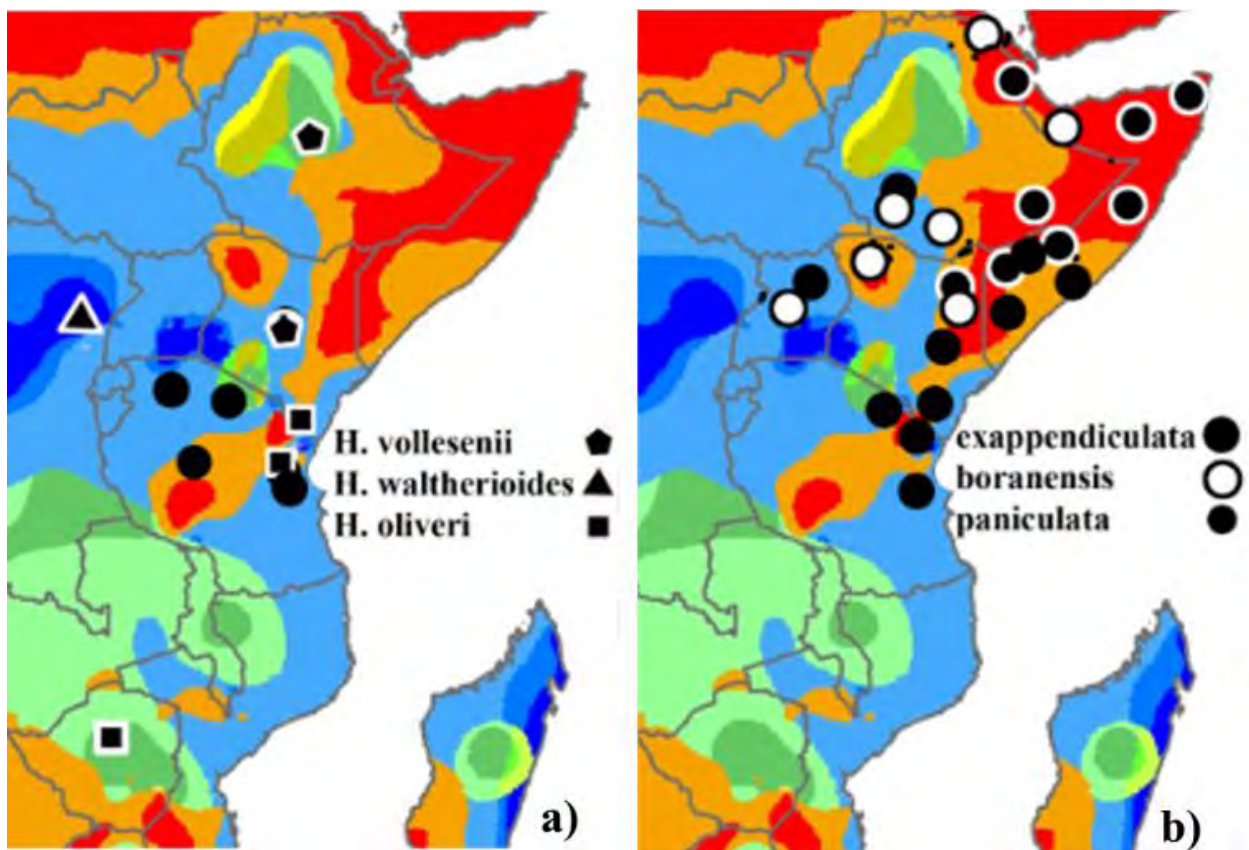 H. vollesenii
H. waltherioides
H. oliveri
a)
exappendiculata
boranensis
paniculata
b)